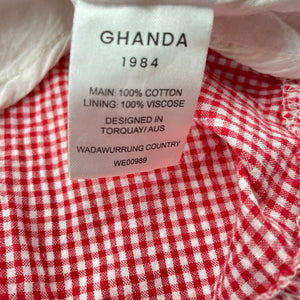 GHANDA
1984
MAIN: 100% COTTON
LINING: 100% VISCOSE
DESIGNED IN
TORQUAY/ AUS
WADAWURRUNG COUNTRY
WE00989